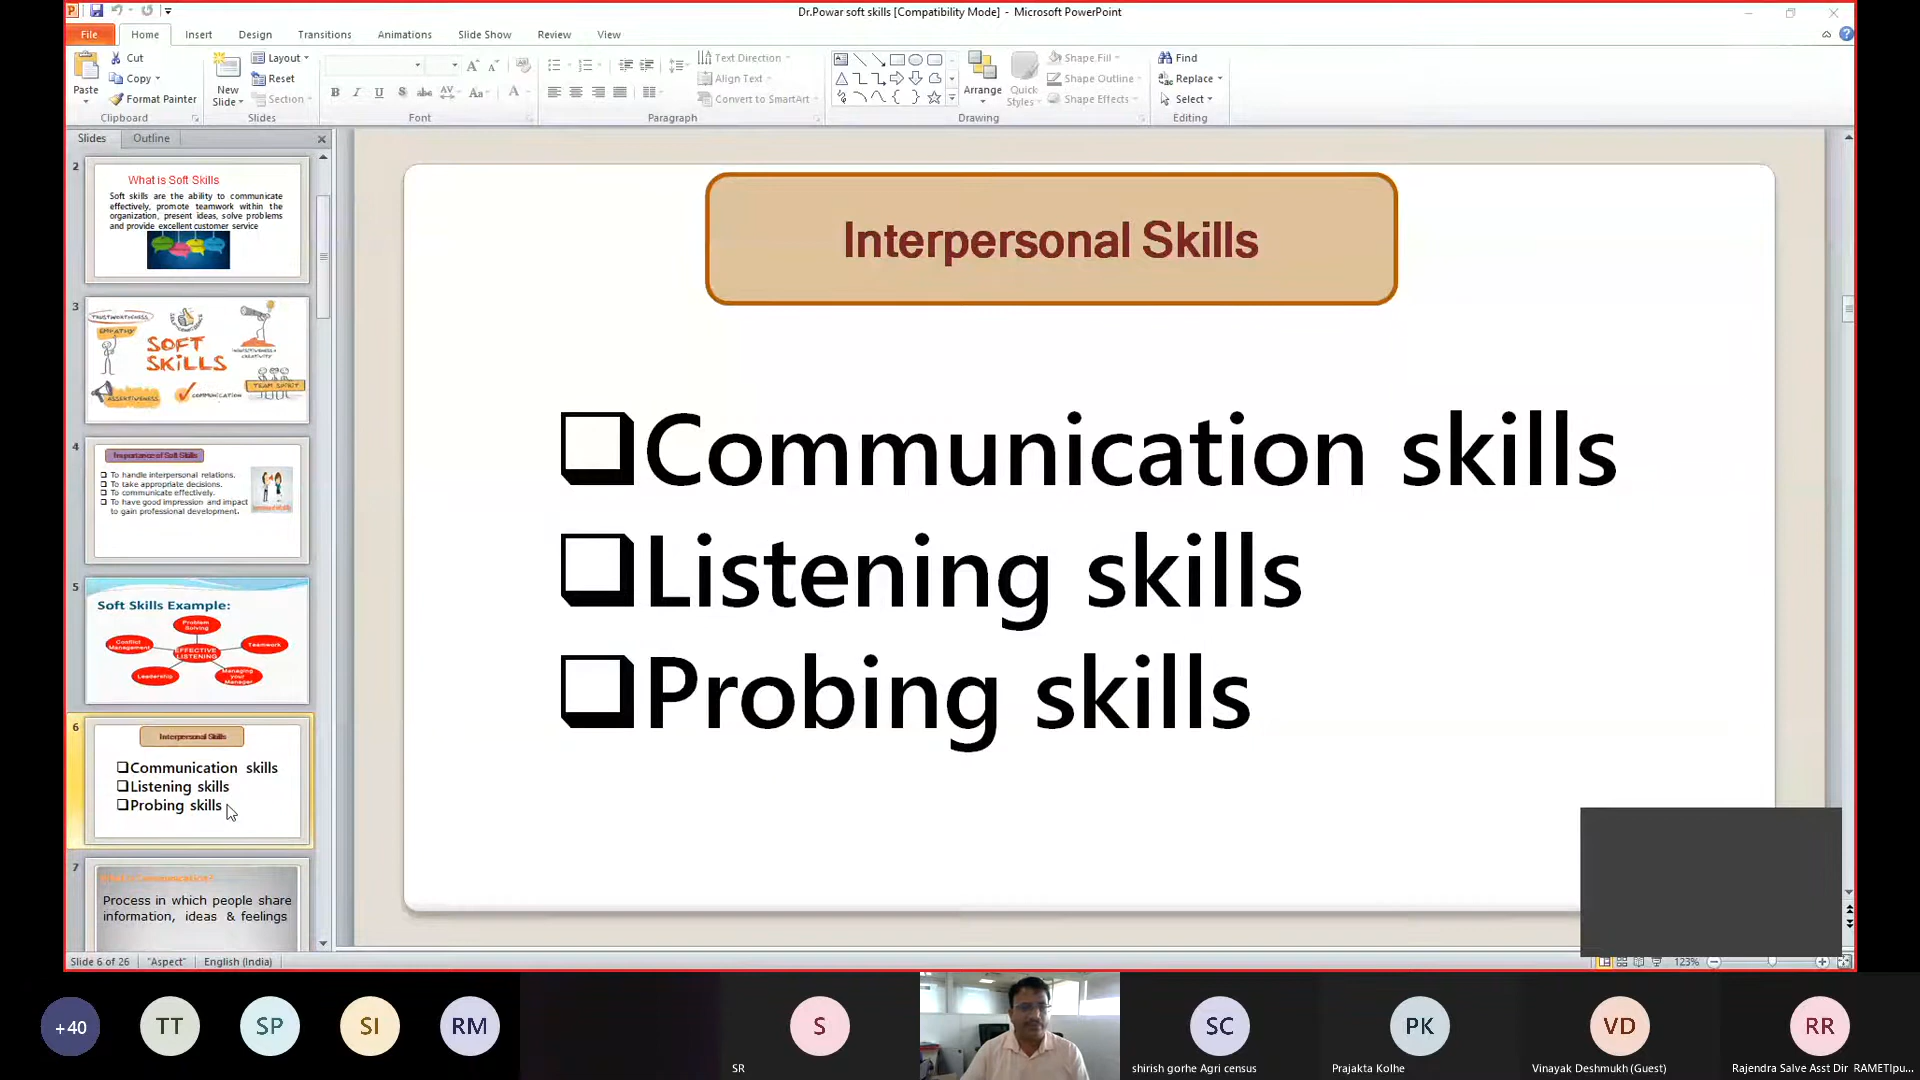 Dr.Powar soft skills [Compatibility Mode] - Microsoft PowerPoint
File Home Insert Design Transitions Animations Slide Show Review View
Paste
Cut
Copy
Format Painter
Clipboard
New
Slide
Layout
Reset
Section
Slides
Font
Text Direction
Align Text
Convert to SmartArt
Paragraph
Arrange
Quick
Styles
Shape Fill
Shape Outline
Shape Effects
Drawing
Find
Replace
Select
Editing
Slides Outline
2
What is Soft Skills
Soft skills are the ability to communicate
effectively, promote teamwork within the
organization, present ideas, solve problems
and provide excellent customer service
3
TRUSTWORTHINESS
EMPATHY
SOFT
SKILLS
ASSERTIVENESS
COMMUNICATION
TEAM SPIRIT
4
Importance of Soft Skills
To handle interpersonal relations.
To take appropriate decisions.
To communicate effectively.
To have good impression and impact
to gain professional development.
5
Soft Skills Example:
Problem
Solving
Conflict
Management
Teamwork
EFFECTIVE
LISTENING
Leadership
Managing
your
Manager
6
Interpersonal Skills
Communication skills
Listening skills
Probing skills
7
What is Communication?
Process in which people share
information, ideas & feelings
Interpersonal Skills
Communication skills
Listening skills
Probing skills
Slide 6 of 26 "Aspect" English (India)
123%
+40 TT SP SI RM S SC PK VD RR
SR
shirish gorhe Agri census
Prajakta Kolhe
Vinayak Deshmukh (Guest)
Rajendra Salve Asst Dir RAMETIpu...